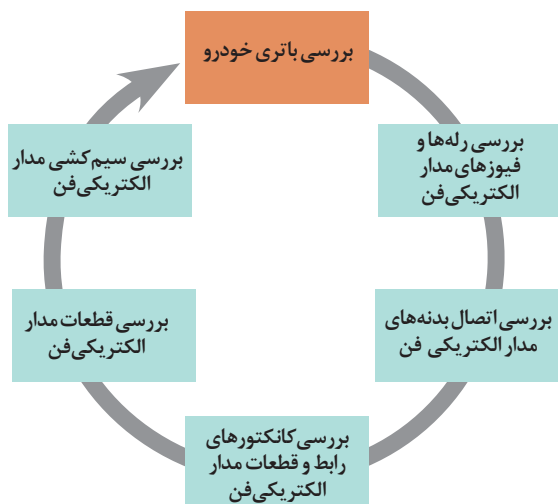 بررسی باتری خودرو
بررسی رله‌ها و
فیوزهای مدار
الکتریکی‌فن
بررسی اتصال بدنه‌های
مدار الکتریکی فن
بررسی کانکتورهای
رابط و قطعات مدار
الکتریکی‌فن
بررسی قطعات مدار
الکتریکی‌فن
بررسی سیم‌کشی مدار
الکتریکی‌فن